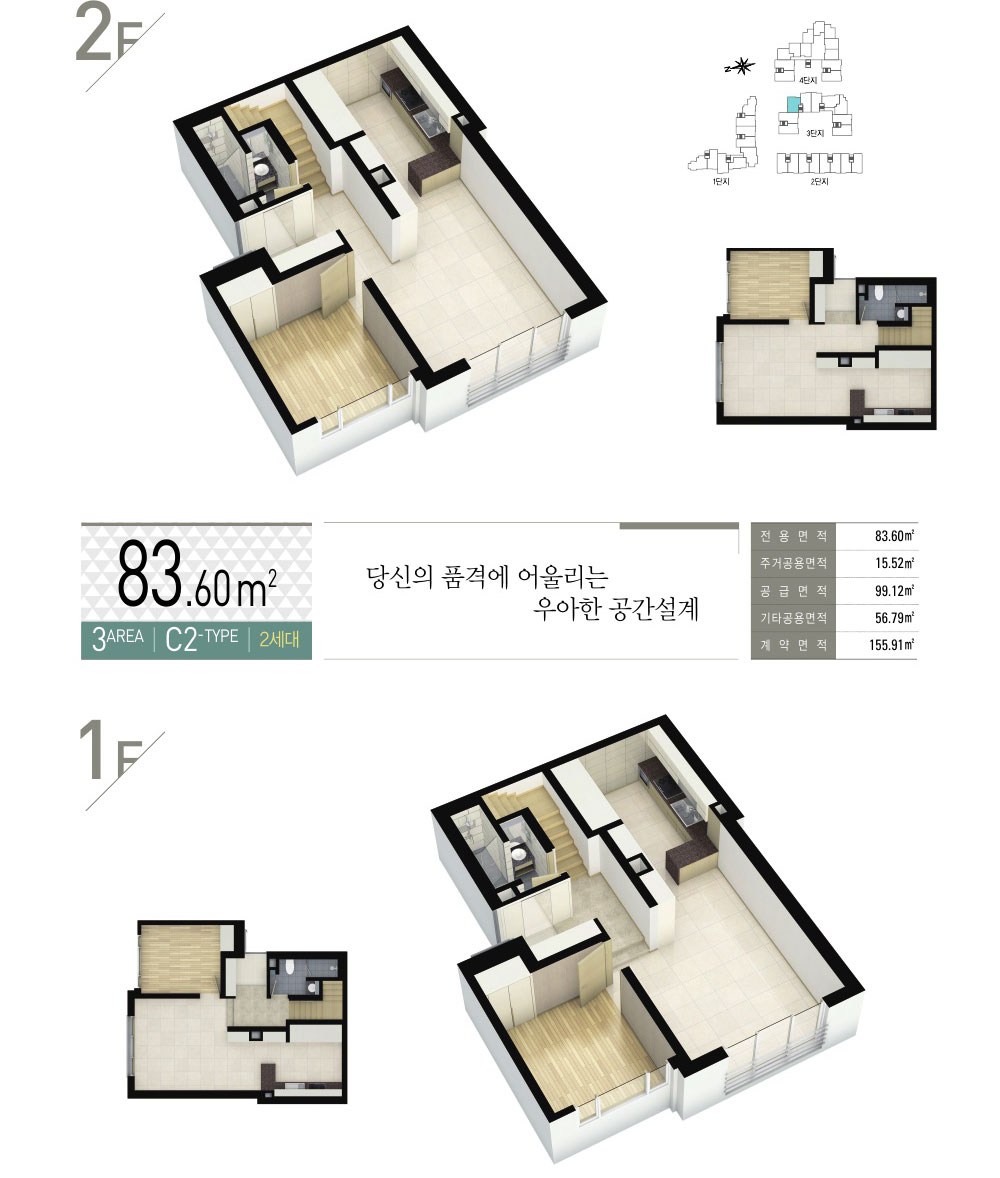 2F
N
4단지
3단지
1단지
2단지
83.60m²
3AREA | C2-TYPE | 2세대
당신의 품격에 어울리는
우아한 공간설계
전용면적 83.60㎡
주거공용면적 15.52㎡
공급면적 99.12㎡
기타공용면적 56.79㎡
계약면적 155.91㎡
1F